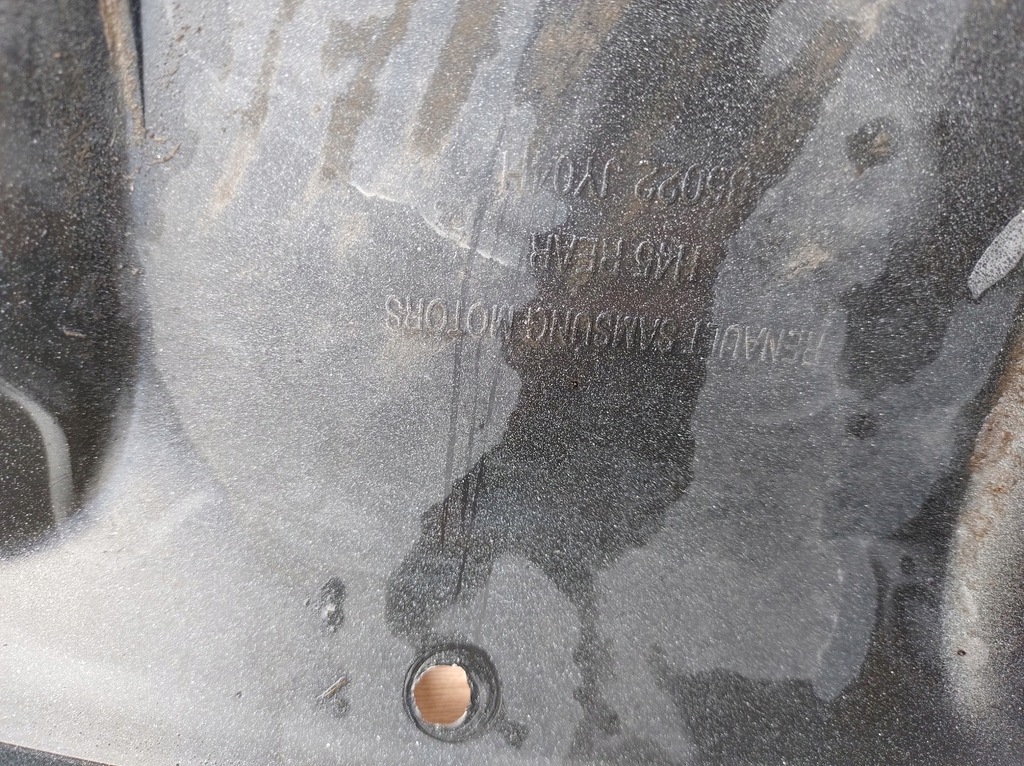 RENAULT SAMSUNG MOTORS
H45 REAR
85022 JY04H